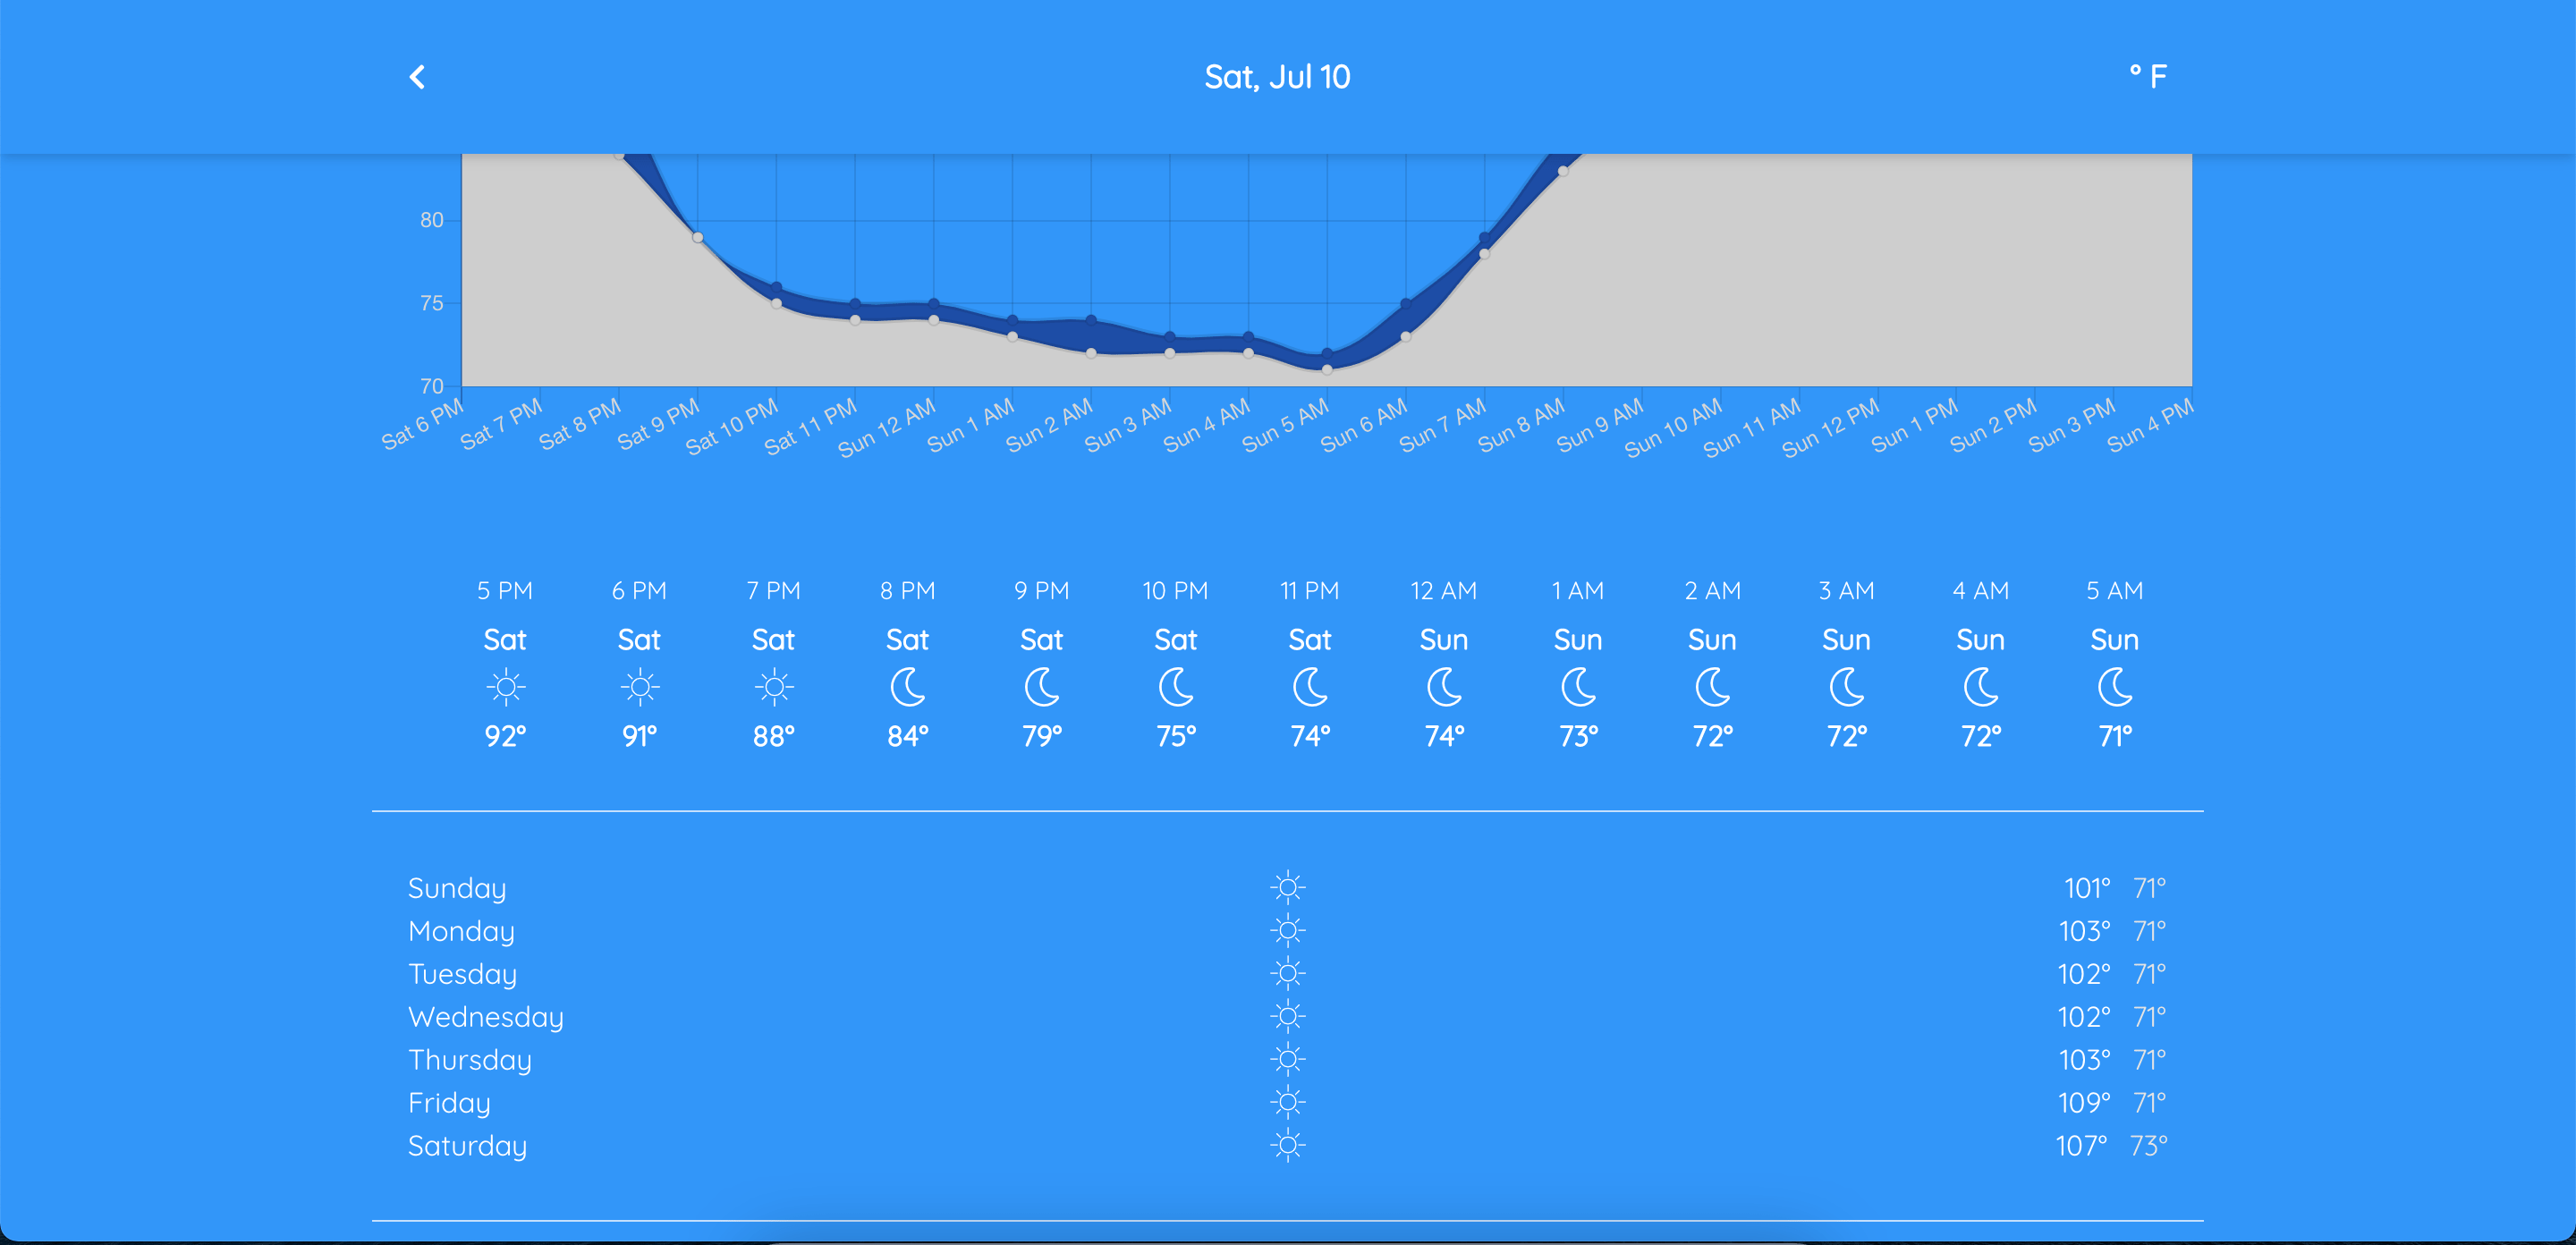 Sat, Jul 10 ° F
80
75
70
Sat 6 PM Sat 7 PM Sat 8 PM Sat 9 PM Sat 10 PM Sat 11 PM Sun 12 AM Sun 1 AM Sun 2 AM Sun 3 AM Sun 4 AM Sun 5 AM Sun 6 AM Sun 7 AM Sun 8 AM Sun 9 AM Sun 10 AM Sun 11 AM Sun 12 PM Sun 1 PM Sun 2 PM Sun 3 PM Sun 4 PM
5 PM 6 PM 7 PM 8 PM 9 PM 10 PM 11 PM 12 AM 1 AM 2 AM 3 AM 4 AM 5 AM
Sat Sat Sat Sat Sat Sat Sat Sun Sun Sun Sun Sun Sun
92° 91° 88° 84° 79° 75° 74° 74° 73° 72° 72° 72° 71°
Sunday 101° 71°
Monday 103° 71°
Tuesday 102° 71°
Wednesday 102° 71°
Thursday 103° 71°
Friday 109° 71°
Saturday 107° 73°